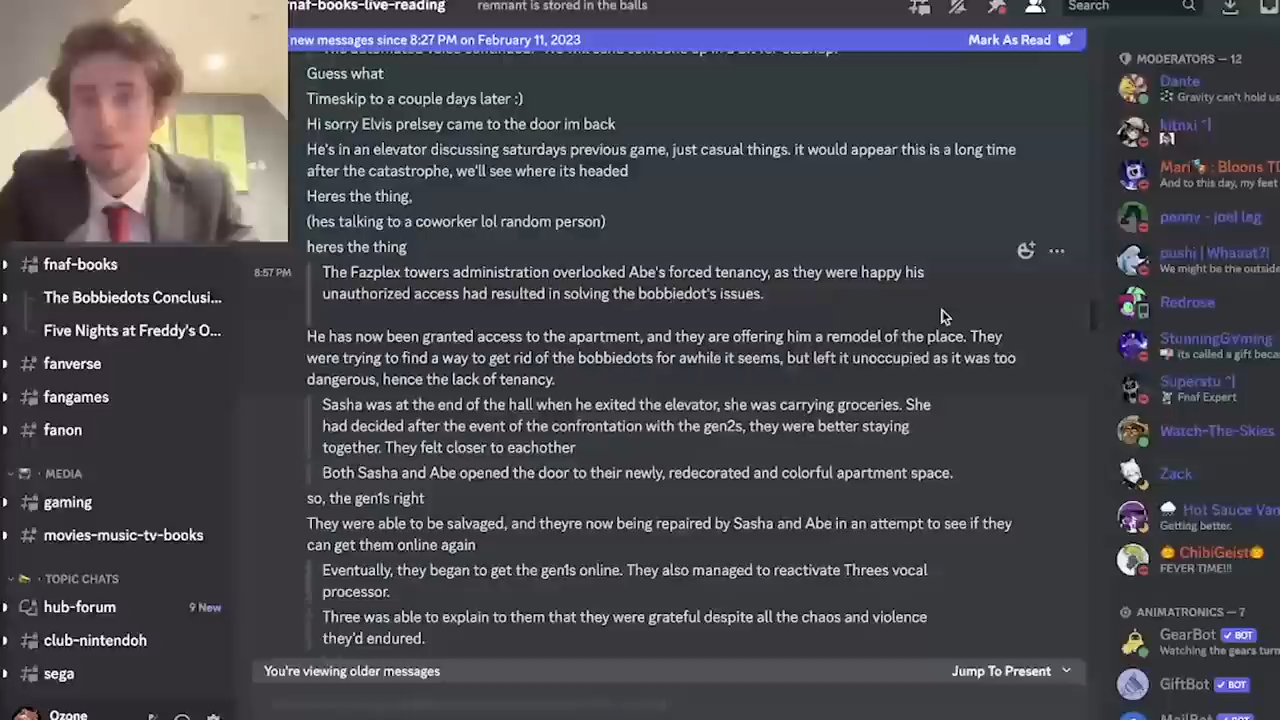 fnaf-books-live-reading
remnant is stored in the balls
Search
new messages since 8:27 PM on February 11, 2023
Mark As Read
Guess what
Timeskip to a couple days later :)
Hi sorry Elvis prelsey came to the door im back
He's in an elevator discussing saturdays previous game, just casual things. it would appear this is a long time
after the catastrophe, we'll see where its headed
Heres the thing,
(hes talking to a coworker lol random person)
heres the thing
8:57 PM
The Fazplex towers administration overlooked Abe's forced tenancy, as they were happy his
unauthorized access had resulted in solving the bobbiedot's issues.
He has now been granted access to the apartment, and they are offering him a remodel of the place. They
were trying to find a way to get rid of the bobbiedots for awhile it seems, but left it unoccupied as it was too
dangerous, hence the lack of tenancy.
Sasha was at the end of the hall when he exited the elevator, she was carrying groceries. She
had decided after the event of the confrontation with the gen2s, they were better staying
together. They felt closer to eachother
Both Sasha and Abe opened the door to their newly, redecorated and colorful apartment space.
so, the gen1s right
They were able to be salvaged, and theyre now being repaired by Sasha and Abe in an attempt to see if they
can get them online again
Eventually, they began to get the gen1s online. They also managed to reactivate Threes vocal
processor.
Three was able to explain to them that they were grateful despite all the chaos and violence
they'd endured.
You're viewing older messages
Jump To Present
fnaf-books
The Bobbiedots Conclusi...
Five Nights at Freddy's O...
fanverse
fangames
fanon
MEDIA
gaming
movies-music-tv-books
TOPIC CHATS
hub-forum
9 New
club-nintendoh
sega
Ozone
MODERATORS — 12
Dante
Gravity can't hold us
kitnxi ^]
Mari : Bloons TD
And to this day, my feet
penny - joel leg
pushi | Whaaat?!
We might be the outside
Redrose
StunningGVming
its called a gift beca
Superstu ^]
Fnaf Expert
Watch-The-Skies
Zack
Hot Sauce Van
Getting better.
ChibiGeist
FEVER TIME!!!
ANIMATRONICS — 7
GearBot
BOT
Watching the gears turn
GiftBot
BOT
MailBot
BOT